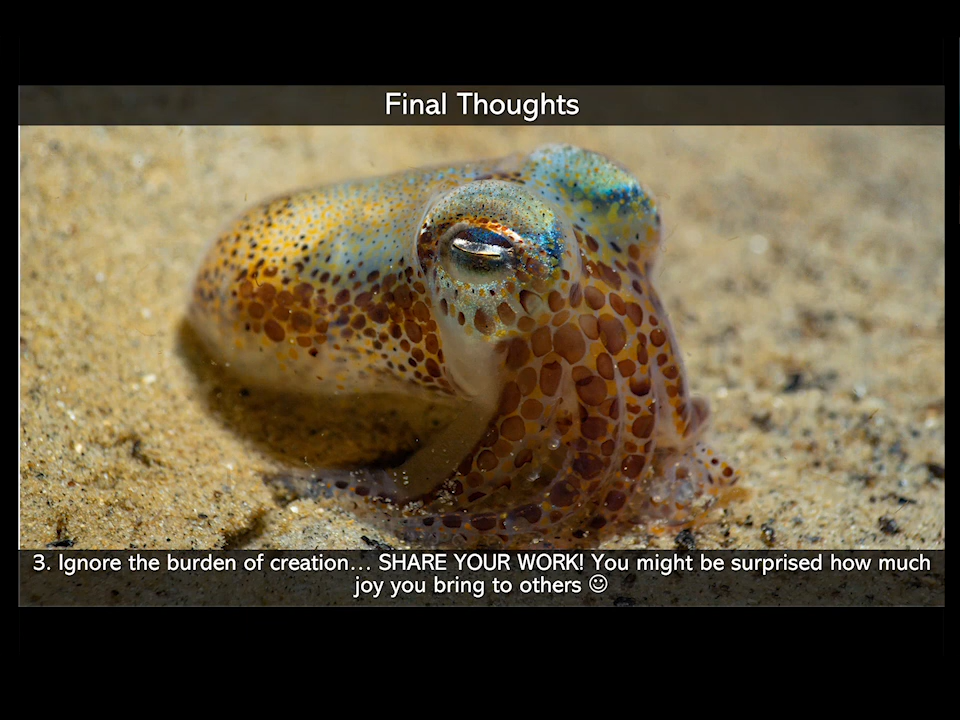 Final Thoughts
3. Ignore the burden of creation... SHARE YOUR WORK! You might be surprised how much
joy you bring to others ☺